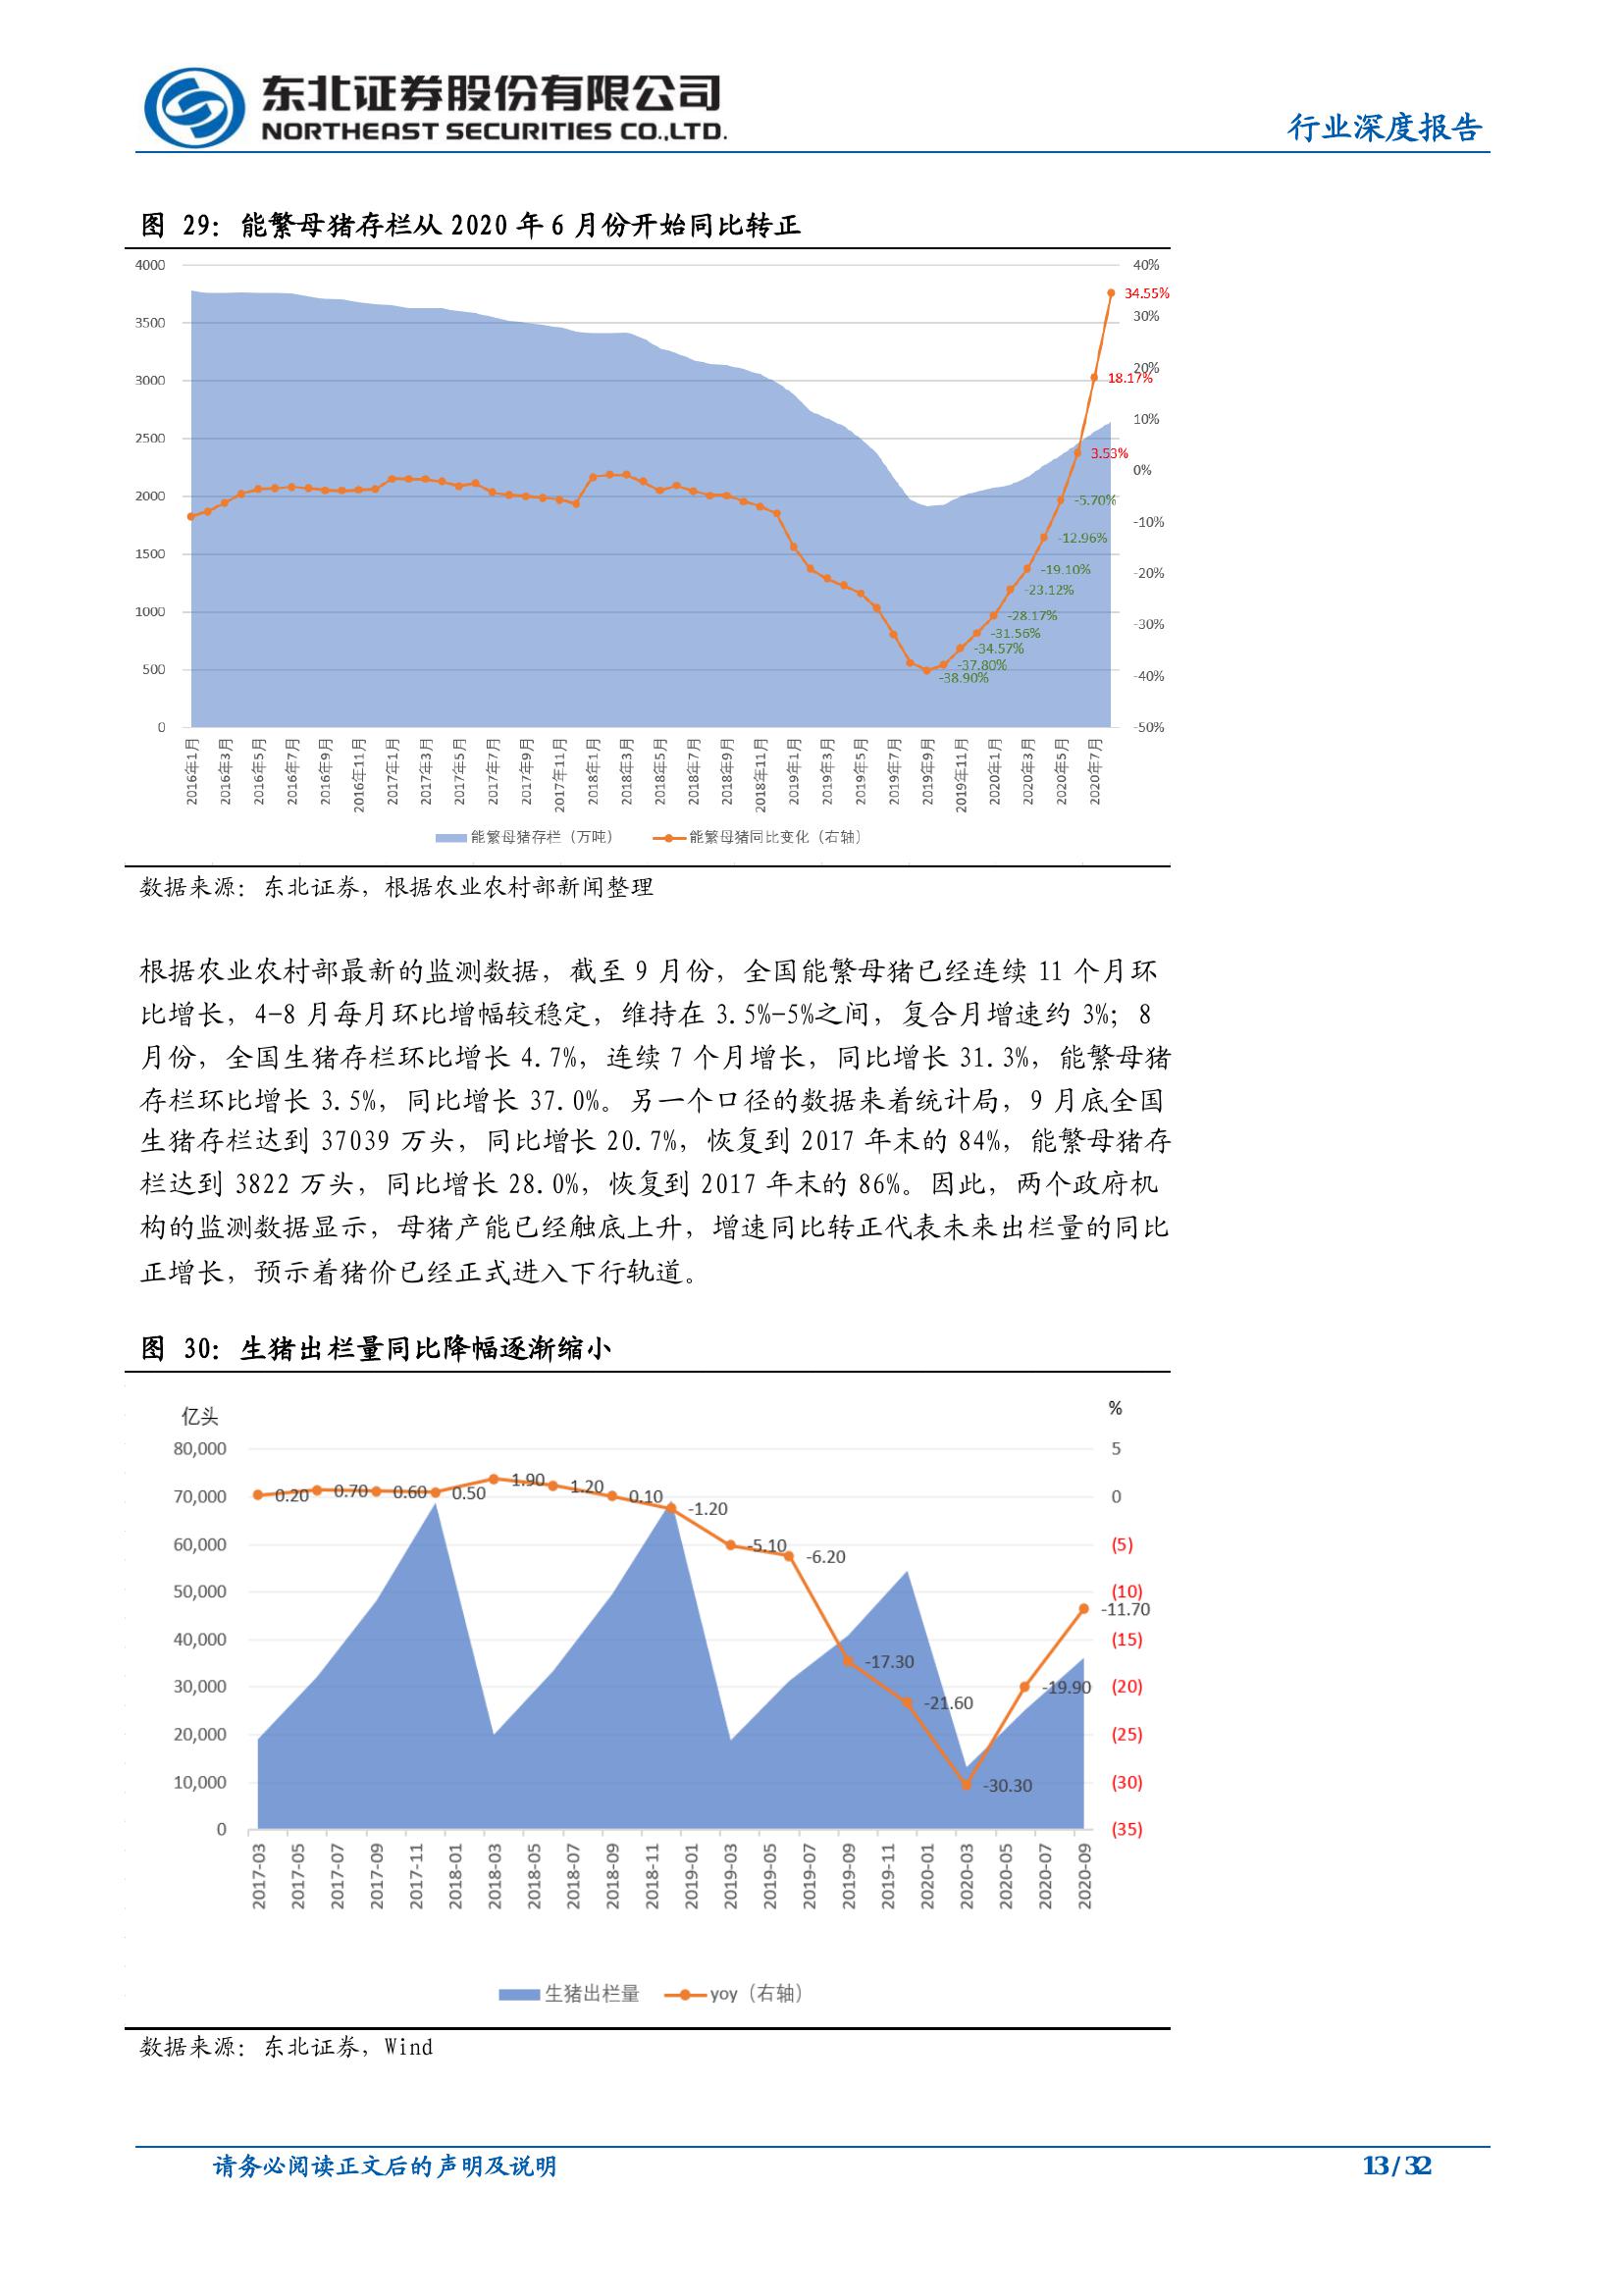 东北证券股份有限公司
NORTHEAST SECURITIES CO.,LTD.
行业深度报告
图 29：能繁母猪存栏从 2020 年 6 月份开始同比转正
4000
3500
3000
2500
2000
1500
1000
500
0
40%
30%
20%
10%
0%
-10%
-20%
-30%
-40%
-50%
34.55%
18.17%
3.53%
-5.70%
-12.96%
-19.10%
-23.12%
-28.17%
-31.56%
-34.57%
-37.80%
-38.90%
2016年1月
2016年3月
2016年5月
2016年7月
2016年9月
2016年11月
2017年1月
2017年3月
2017年5月
2017年7月
2017年9月
2017年11月
2018年1月
2018年3月
2018年5月
2018年7月
2018年9月
2018年11月
2019年1月
2019年3月
2019年5月
2019年7月
2019年9月
2019年11月
2020年1月
2020年3月
2020年5月
2020年7月
能繁母猪存栏（万吨） 能繁母猪同比变化（右轴）
数据来源：东北证券，根据农业农村部新闻整理
根据农业农村部最新的监测数据，截至 9 月份，全国能繁母猪已经连续 11 个月环
比增长，4-8 月每月环比增幅较稳定，维持在 3.5%-5%之间，复合月增速约 3%；8
月份，全国生猪存栏环比增长 4.7%，连续 7 个月增长，同比增长 31.3%，能繁母猪
存栏环比增长 3.5%，同比增长 37.0%。另一个口径的数据来着统计局，9 月底全国
生猪存栏达到 37039 万头，同比增长 20.7%，恢复到 2017 年末的 84%，能繁母猪存
栏达到 3822 万头，同比增长 28.0%，恢复到 2017 年末的 86%。因此，两个政府机
构的监测数据显示，母猪产能已经触底上升，增速同比转正代表未来出栏量的同比
正增长，预示着猪价已经正式进入下行轨道。
图 30：生猪出栏量同比降幅逐渐缩小
亿头
%
80,000
70,000
60,000
50,000
40,000
30,000
20,000
10,000
0
5
0
(5)
(10)
(15)
(20)
(25)
(30)
(35)
0.20
0.70
0.60
0.50
1.90
1.20
0.10
-1.20
-5.10
-6.20
-17.30
-21.60
-30.30
-19.90
-11.70
2017-03
2017-05
2017-07
2017-09
2017-11
2018-01
2018-03
2018-05
2018-07
2018-09
2018-11
2019-01
2019-03
2019-05
2019-07
2019-09
2019-11
2020-01
2020-03
2020-05
2020-07
2020-09
生猪出栏量 yoy（右轴）
数据来源：东北证券，Wind
请务必阅读正文后的声明及说明
13/32